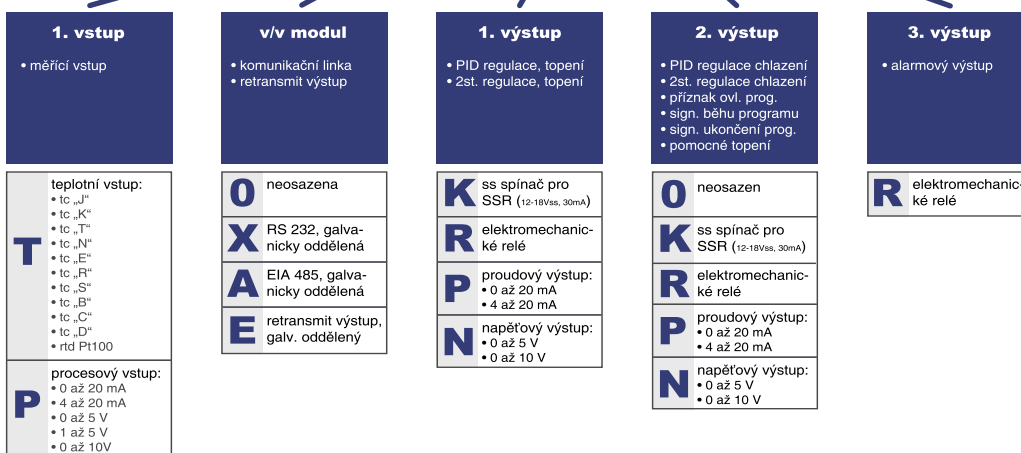 1. vstup
• měřící vstup
T
teplotní vstup:
• tc „J“
• tc „K“
• tc „T“
• tc „N“
• tc „E“
• tc „R“
• tc „S“
• tc „B“
• tc „C“
• tc „D“
• rtd Pt100
P
procesový vstup:
• 0 až 20 mA
• 4 až 20 mA
• 0 až 5 V
• 1 až 5 V
• 0 až 10V
v/v modul
• komunikační linka
• retransmit výstup
0
neosazena
X
RS 232, galva-
nicky oddělená
A
EIA 485, galva-
nicky oddělená
E
retransmit výstup,
galv. oddělený
1. výstup
• PID regulace, topení
• 2st. regulace, topení
K
ss spínač pro
SSR (12-18Vss, 30mA)
R
elektromechanic-
ké relé
P
proudový výstup:
• 0 až 20 mA
• 4 až 20 mA
N
napěťový výstup:
• 0 až 5 V
• 0 až 10 V
2. výstup
• PID regulace chlazení
• 2st. regulace chlazení
• příznak ovl. prog.
• sign. běhu programu
• sign. ukončení prog.
• pomocné topení
0
neosazen
K
ss spínač pro
SSR (12-18Vss, 30mA)
R
elektromechanic-
ké relé
P
proudový výstup:
• 0 až 20 mA
• 4 až 20 mA
N
napěťový výstup:
• 0 až 5 V
• 0 až 10 V
3. výstup
• alarmový výstup
R
elektromechanic-
ké relé